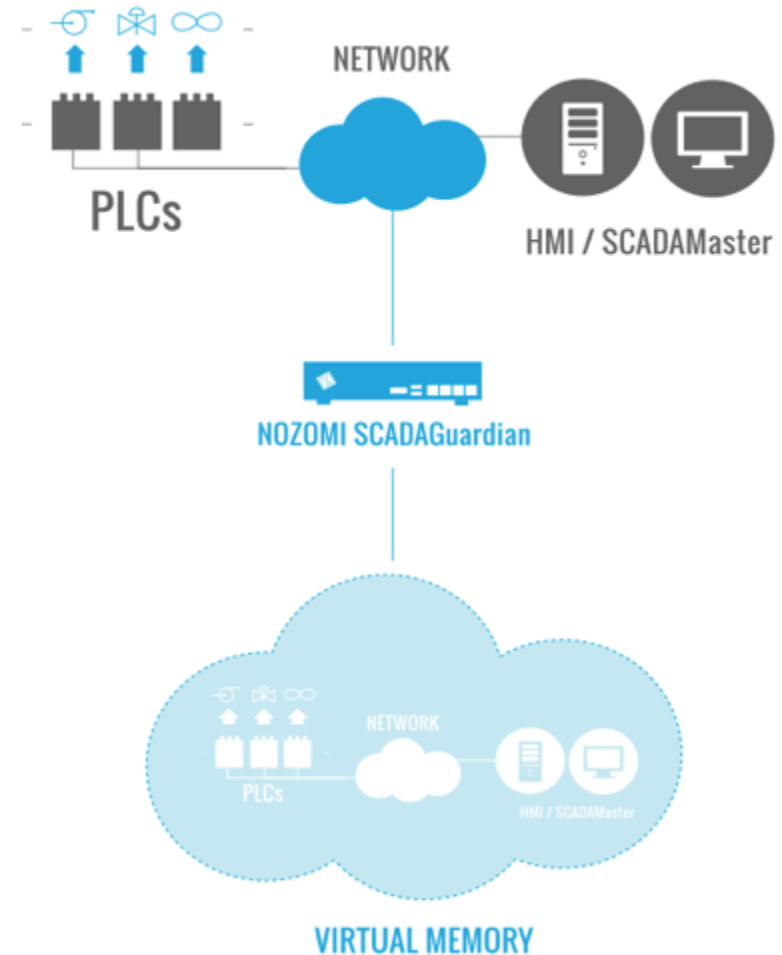 NETWORK
PLCs
HMI / SCADAMaster
NOZOMI SCADAGuardian
NETWORK
PLCs
HMI / SCADAMaster
VIRTUAL MEMORY